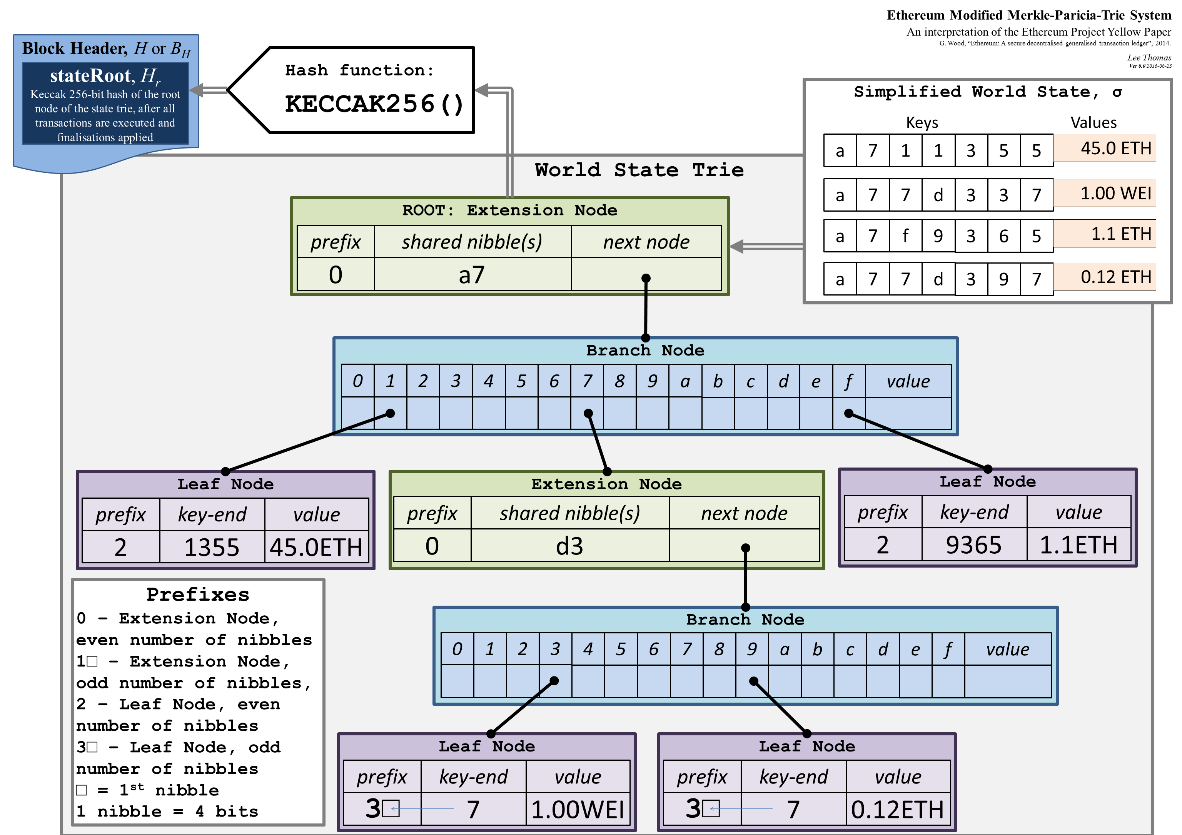 Ethereum Modified Merkle-Paricia-Trie System
An interpretation of the Ethereum Project Yellow Paper
G. Wood, "Ethereum: A secure decentralised generalised transaction ledger", 2014.
Lee Thomas
Block Header, H or B_H
stateRoot, H_r
Keccak 256-bit hash of the root
node of the state trie, after all
transactions are executed and
finalisations applied
Hash function:
KECCAK256()
Simplified World State, σ
Keys Values
a 7 1 1 3 5 5 45.0 ETH
a 7 7 d 3 3 7 1.00 WEI
a 7 f 9 3 6 5 1.1 ETH
a 7 7 d 3 9 7 0.12 ETH
World State Trie
ROOT: Extension Node
prefix shared nibble(s) next node
0 a7
Branch Node
0 1 2 3 4 5 6 7 8 9 a b c d e f value
Leaf Node
prefix key-end value
2 1355 45.0ETH
Extension Node
prefix shared nibble(s) next node
0 d3
Leaf Node
prefix key-end value
2 9365 1.1ETH
Branch Node
0 1 2 3 4 5 6 7 8 9 a b c d e f value
Leaf Node
prefix key-end value
3□ 7 1.00WEI
Leaf Node
prefix key-end value
3□ 7 0.12ETH
Prefixes
0 – Extension Node,
even number of nibbles
1□ – Extension Node,
odd number of nibbles,
2 – Leaf Node, even
number of nibbles
3□ – Leaf Node, odd
number of nibbles
□ = 1st nibble
1 nibble = 4 bits